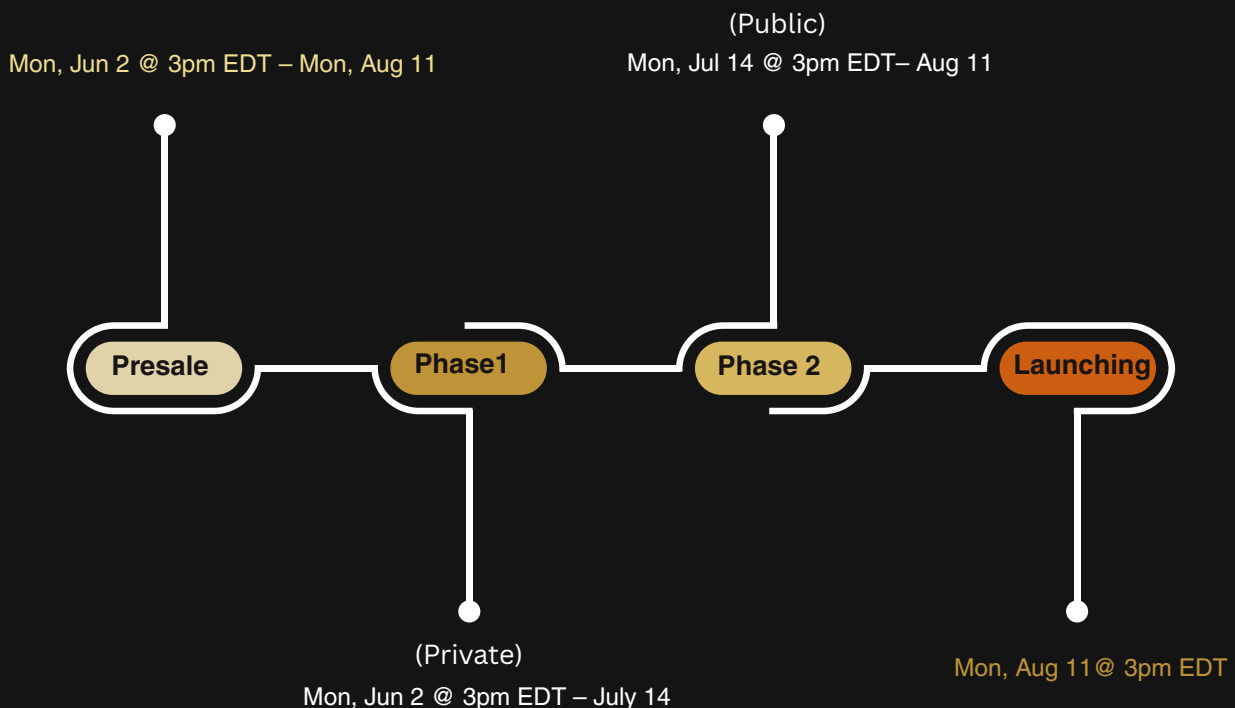 (Public)
Mon, Jun 2 @ 3pm EDT – Mon, Aug 11
Mon, Jul 14 @ 3pm EDT– Aug 11
Presale
Phase1
Phase 2
Launching
(Private)
Mon, Jun 2 @ 3pm EDT – July 14
Mon, Aug 11@ 3pm EDT